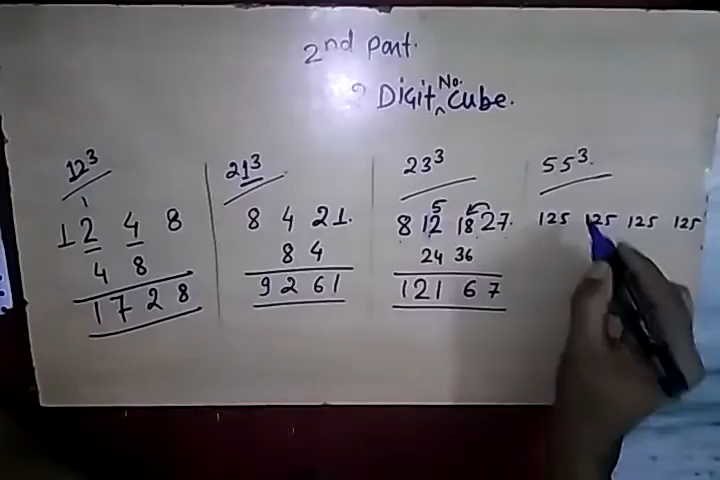 2nd Part.
2 Digit No. Cube.
12³
1
1 2 4 8
4 8
1 7 2 8
21³
8 4 2 1.
8 4
9 2 6 1
23³
5
8 12 18 27.
24 36
121 6 7
55³.
125 125 125 125